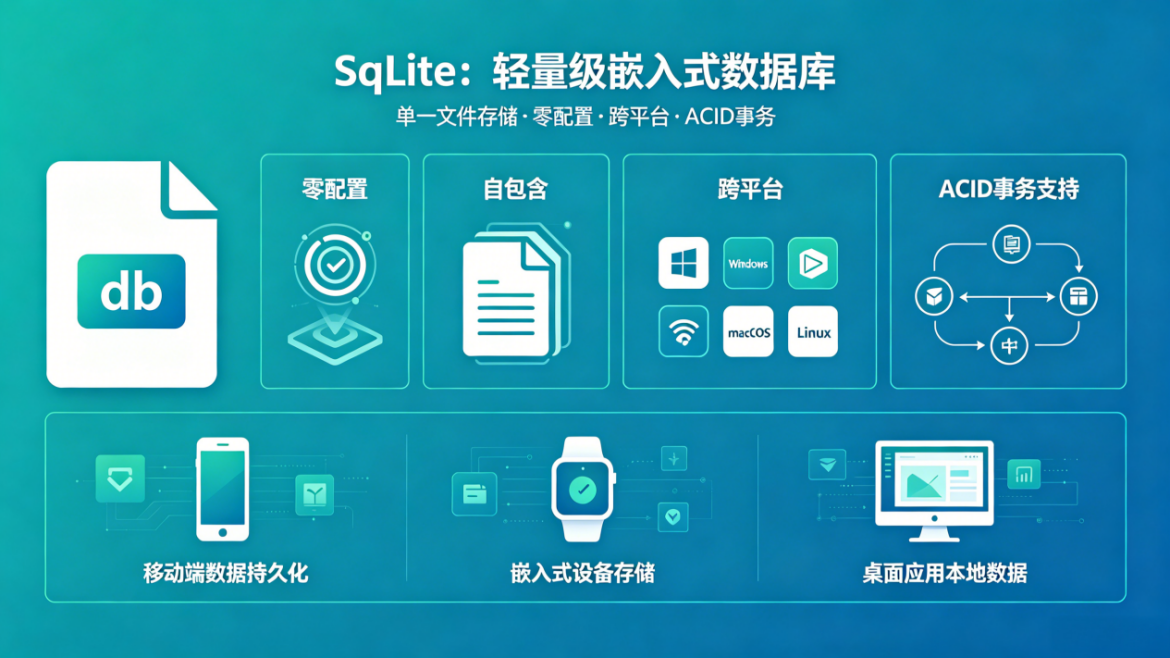 SqLite：轻量级嵌入式数据库
单一文件存储·零配置·跨平台·ACID事务
db
零配置
自包含
跨平台
Windows
maccOS
Linux
ACID事务支持
中
移动端数据持久化
嵌入式设备存储
桌面应用本地数据